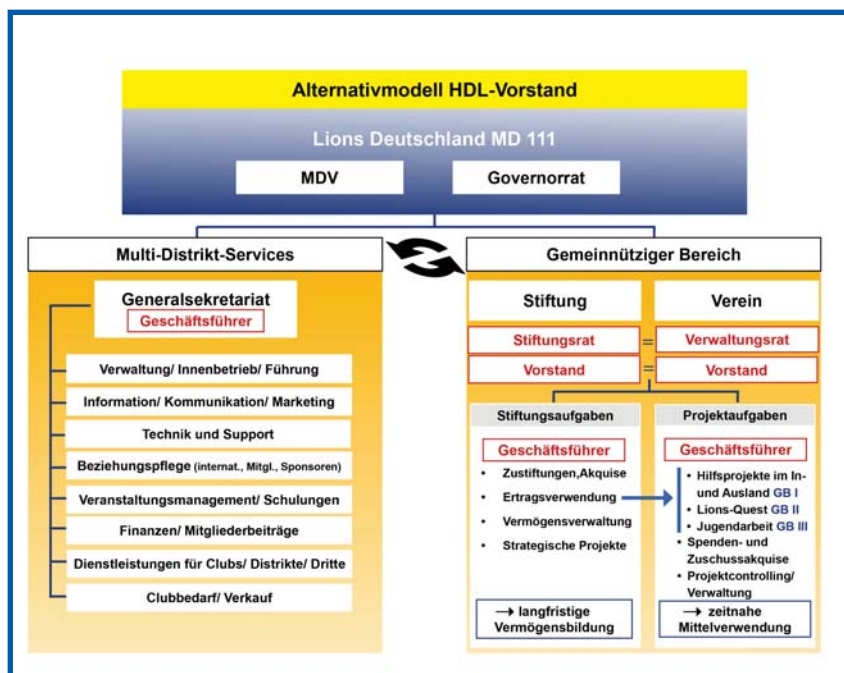 Alternativmodell HDL-Vorstand
Lions Deutschland MD 111
MDV
Governorrat
Multi-Distrikt-Services
Generalsekretariat
Geschäftsführer
Verwaltung/ Innenbetrieb/ Führung
Information/ Kommunikation/ Marketing
Technik und Support
Beziehungspflege (internat., Mitgl., Sponsoren)
Veranstaltungsmanagement/ Schulungen
Finanzen/ Mitgliederbeiträge
Dienstleistungen für Clubs/ Distrikte/ Dritte
Clubbedarf/ Verkauf
Gemeinnütziger Bereich
Stiftung
Verein
Stiftungsrat = Verwaltungsrat
Vorstand = Vorstand
Stiftungsaufgaben
Geschäftsführer
• Zustiftungen,Akquise
• Ertragsverwendung
• Vermögensverwaltung
• Strategische Projekte
→ langfristige
Vermögensbildung
Projektaufgaben
Geschäftsführer
• Hilfsprojekte im In-
und Ausland GB I
• Lions-Quest GB II
• Jugendarbeit GB III
• Spenden- und
Zuschussakquise
• Projektcontrolling/
Verwaltung
→ zeitnahe
Mittelverwendung